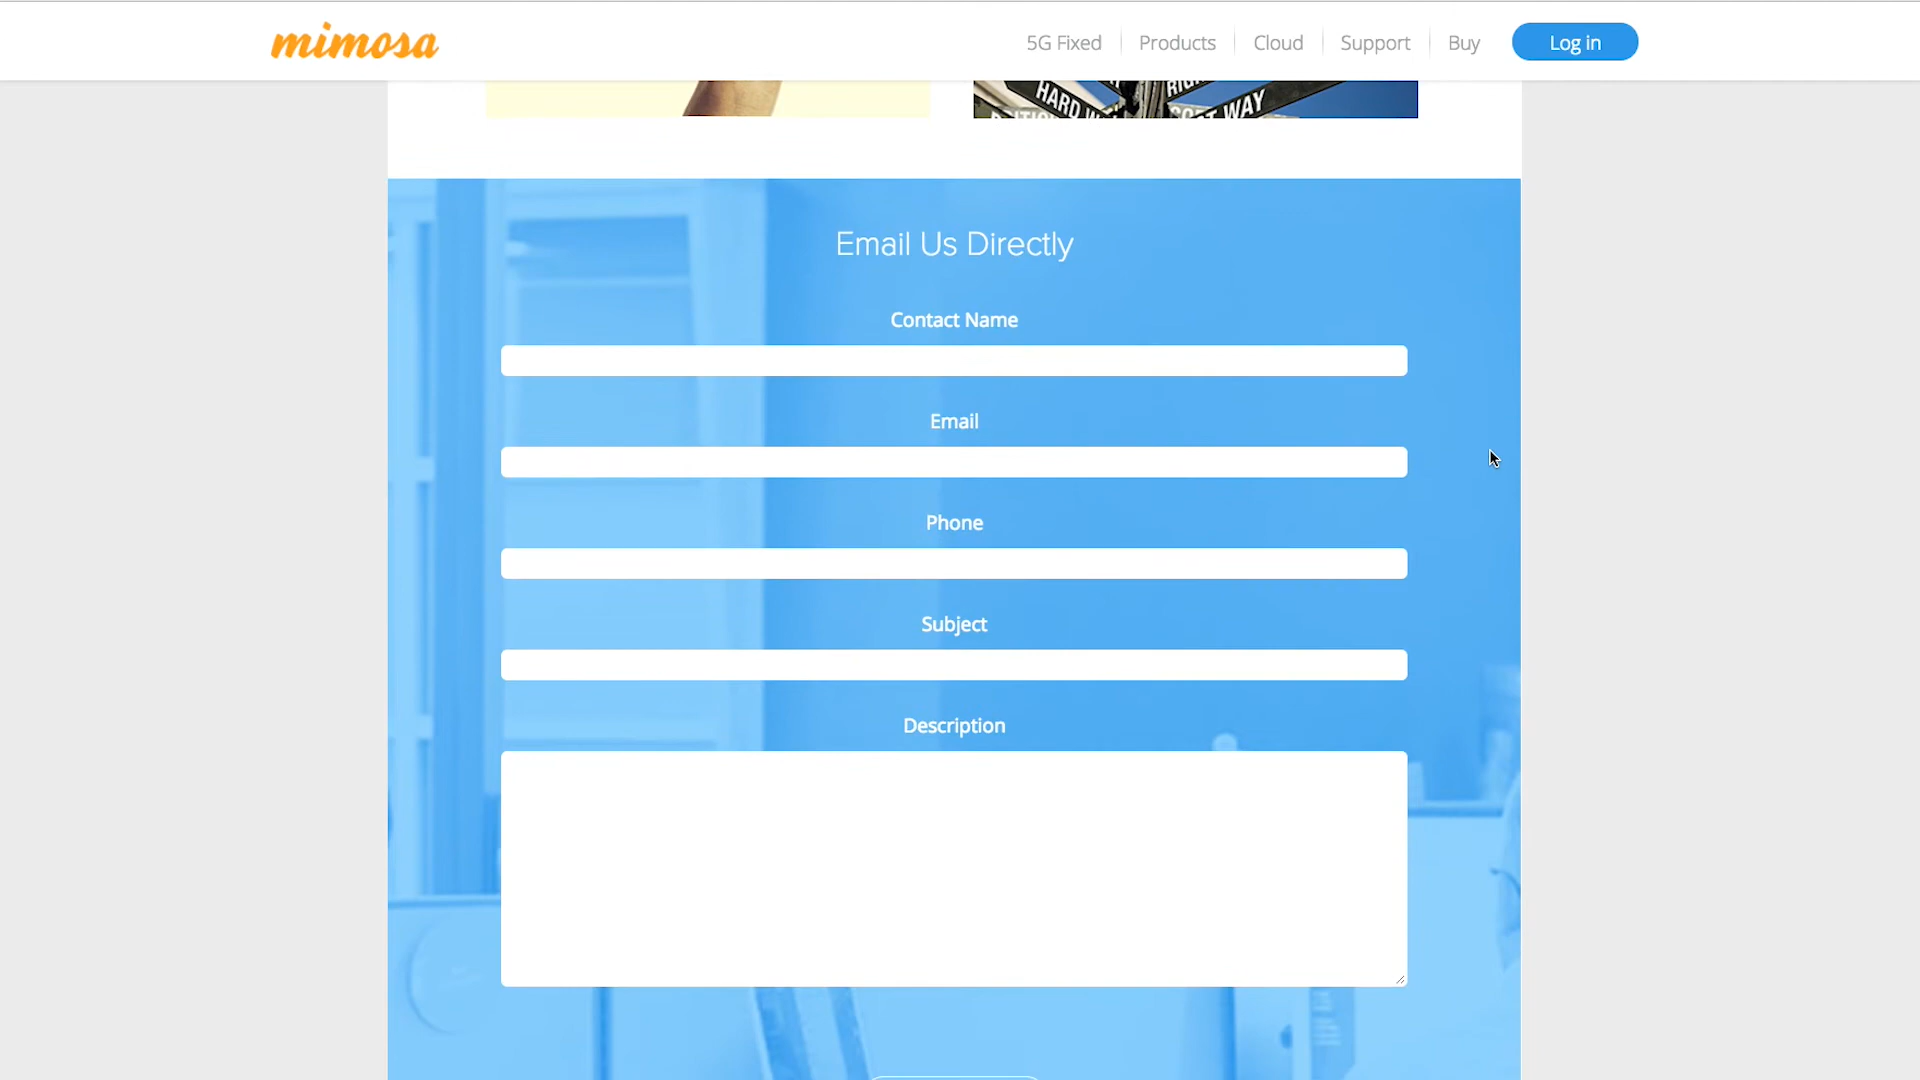 mimosa
5G Fixed
Products
Cloud
Support
Buy
Log in
HARD
WAY
Email Us Directly
Contact Name
Email
Phone
Subject
Description